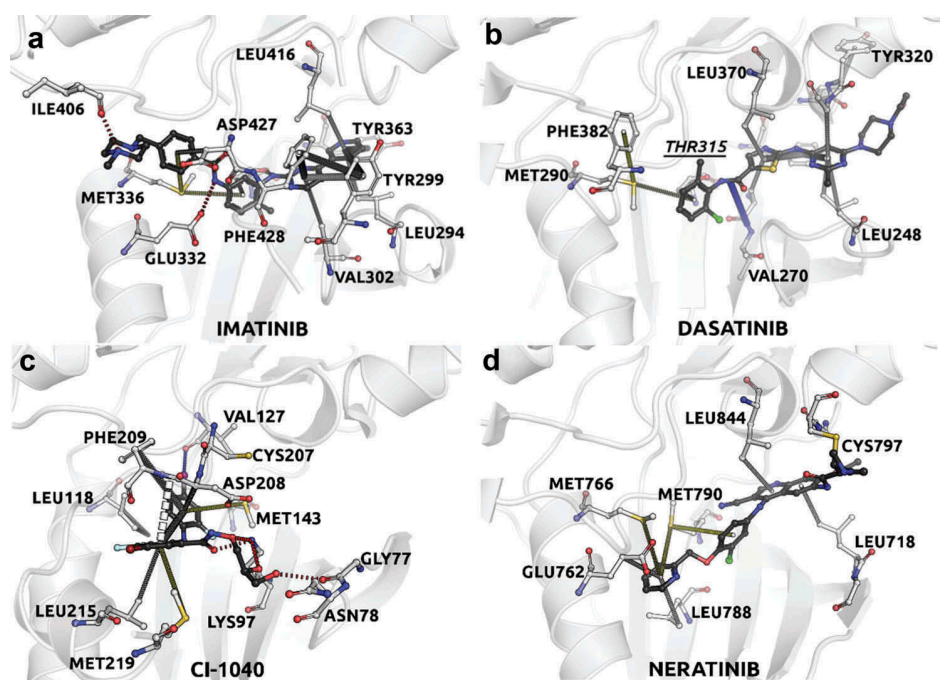 a
LEU416
ILE406
ASP427
TYR363
MET336
TYR299
GLU332
PHE428
LEU294
VAL302
IMATINIB
b
TYR320
LEU370
PHE382
THR315
MET290
LEU248
VAL270
DASATINIB
c
VAL127
PHE209
CYS207
LEU118
ASP208
MET143
GLY77
LEU215
LYS97
ASN78
MET219
CI-1040
d
LEU844
CYS797
MET766
MET790
GLU762
LEU718
LEU788
NERATINIB